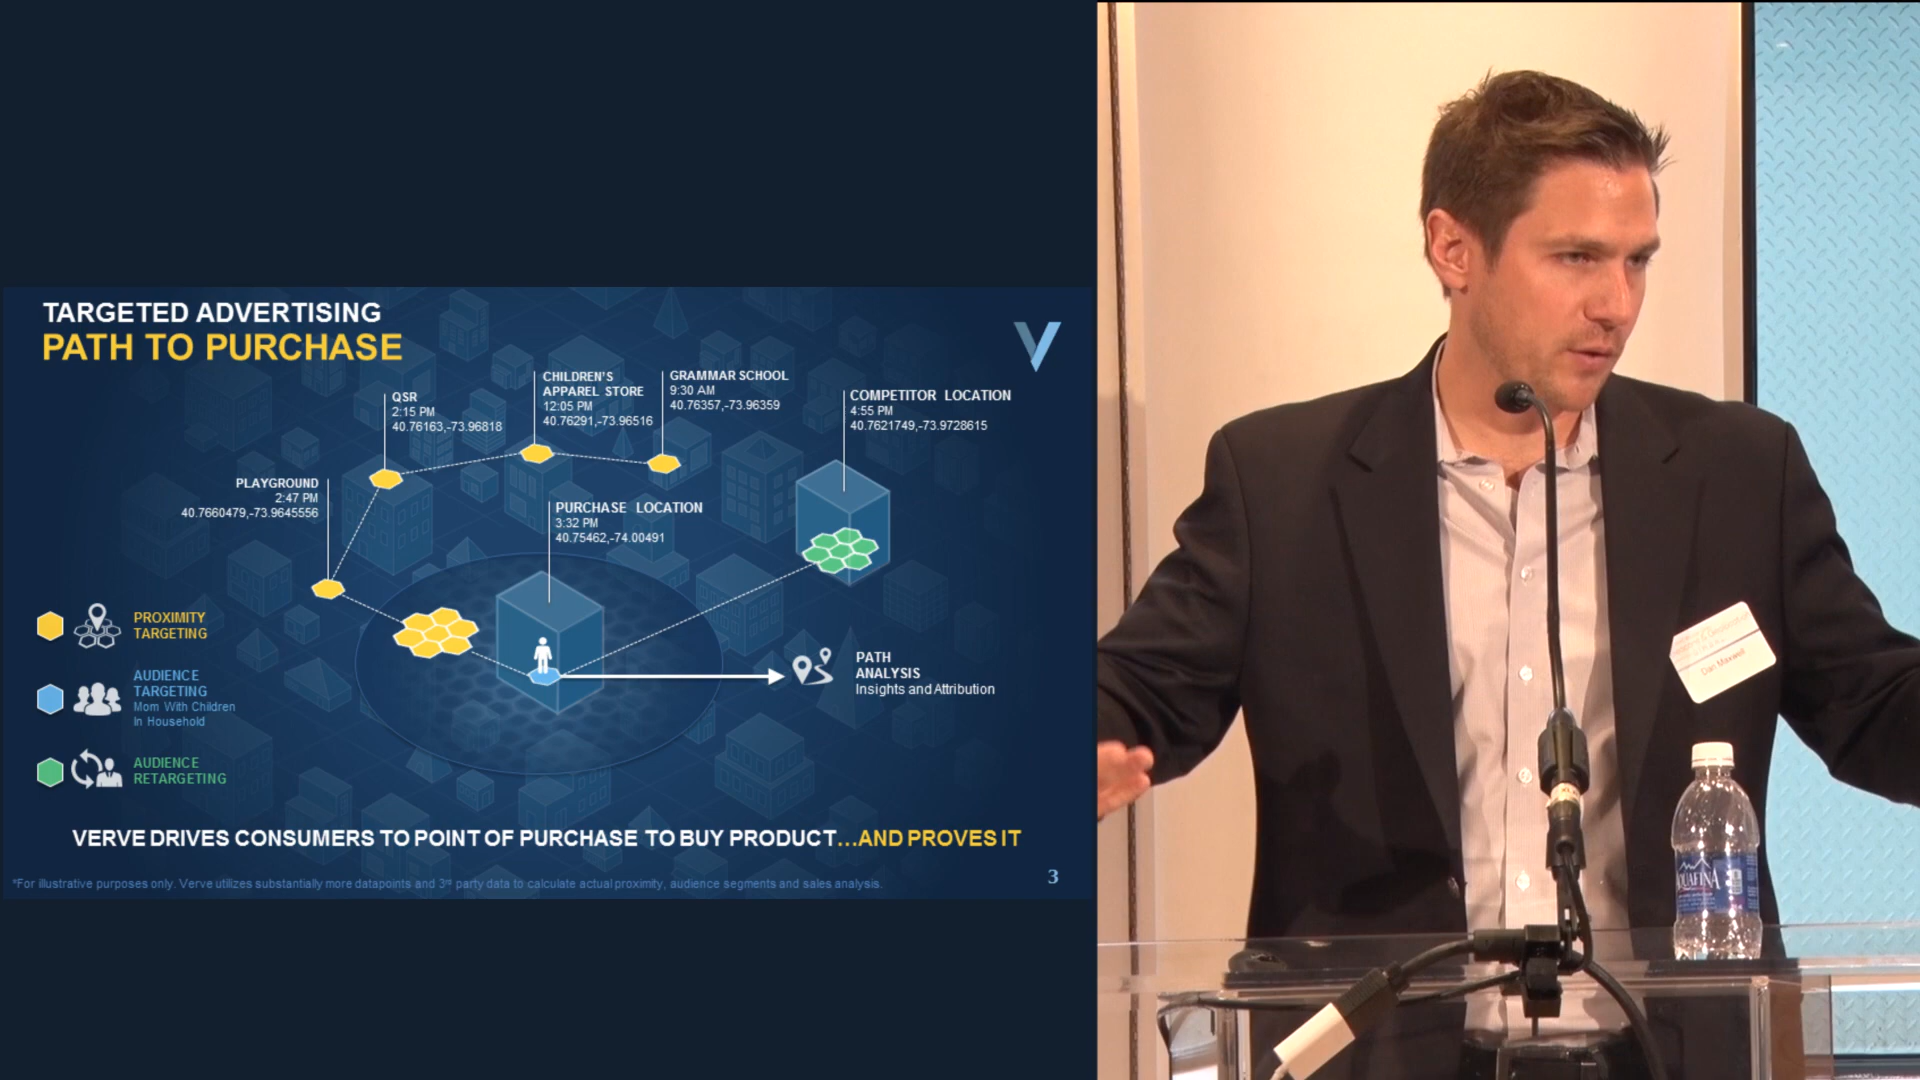 TARGETED ADVERTISING
PATH TO PURCHASE
QSR
2:15 PM
40.76163,-73.96818
CHILDREN'S
APPAREL STORE
12:05 PM
40.76291,-73.96516
GRAMMAR SCHOOL
9:30 AM
40.76357,-73.96359
COMPETITOR LOCATION
4:55 PM
40.7621749,-73.9728615
PLAYGROUND
2:47 PM
40.7660479,-73.9645556
PURCHASE LOCATION
3:32 PM
40.75462,-74.00491
PROXIMITY
TARGETING
AUDIENCE
TARGETING
Mom With Children
In Household
AUDIENCE
RETARGETING
PATH
ANALYSIS
Insights and Attribution
VERVE DRIVES CONSUMERS TO POINT OF PURCHASE TO BUY PRODUCT...AND PROVES IT
*For illustrative purposes only. Verve utilizes substantially more datapoints and 3rd party data to calculate actual proximity, audience segments and sales analysis.
3
Dan Maxwell
AQUAFINA